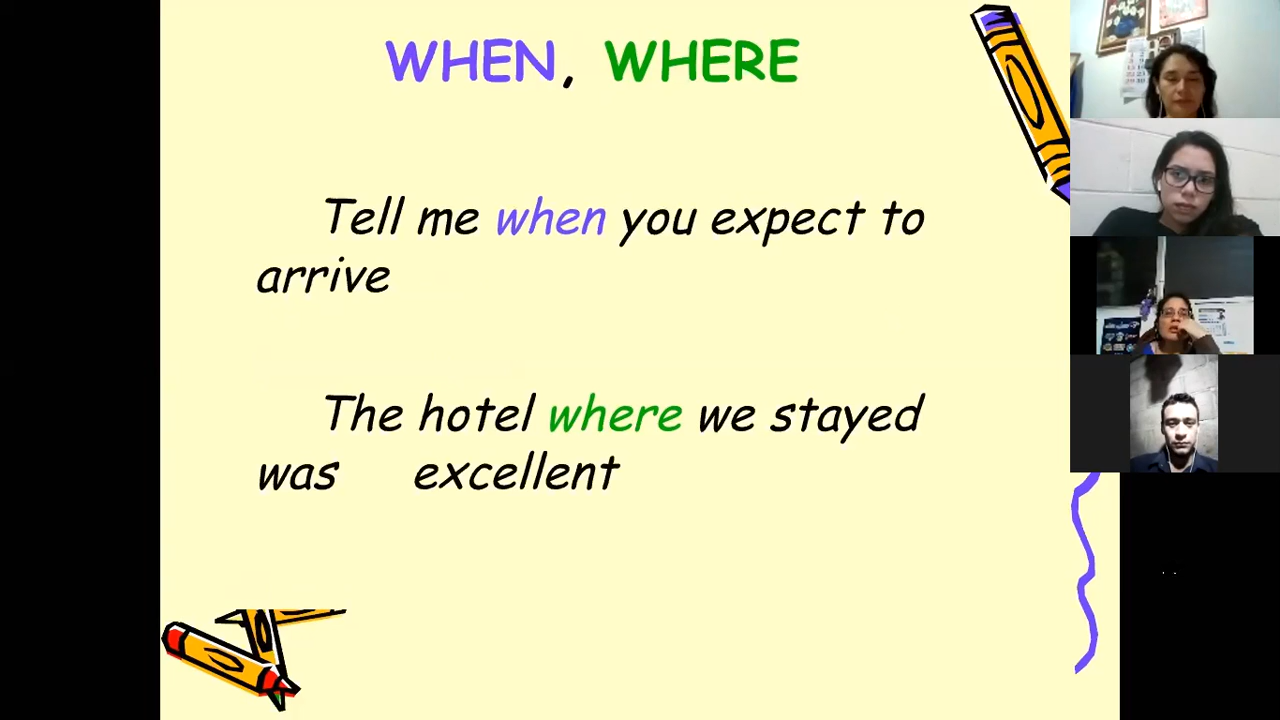 WHEN, WHERE
Tell me when you expect to
arrive
The hotel where we stayed
was excellent